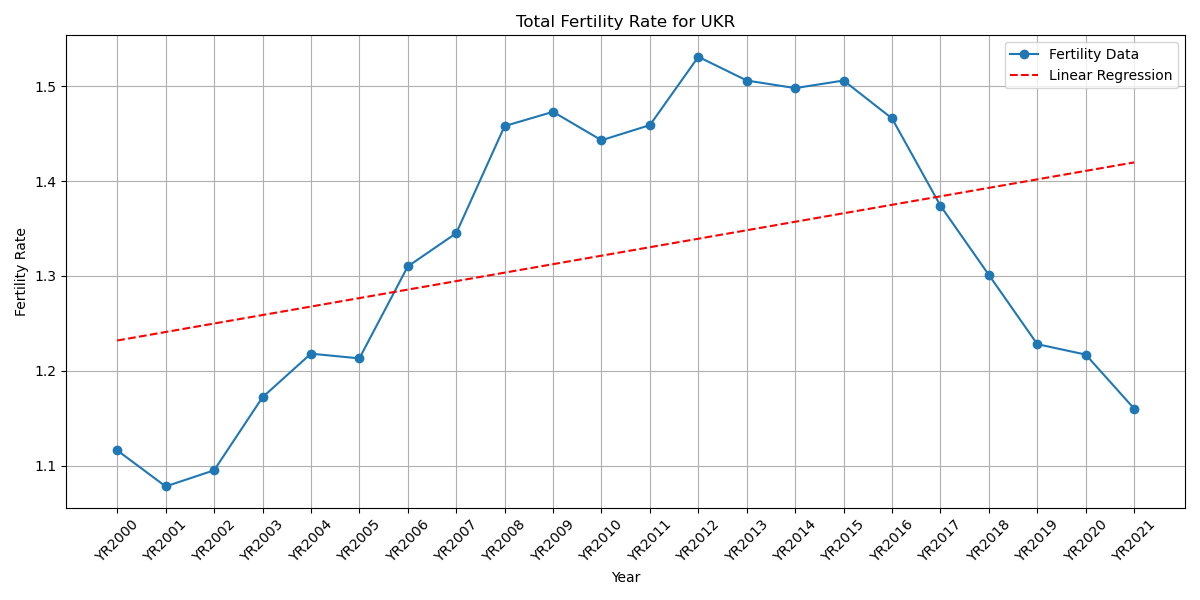 Total Fertility Rate for UKR
Fertility Data
Linear Regression
Fertility Rate
1.5
1.4
1.3
1.2
1.1
YR2000
YR2001
YR2002
YR2003
YR2004
YR2005
YR2006
YR2007
YR2008
YR2009
YR2010
YR2011
YR2012
YR2013
YR2014
YR2015
YR2016
YR2017
YR2018
YR2019
YR2020
YR2021
Year